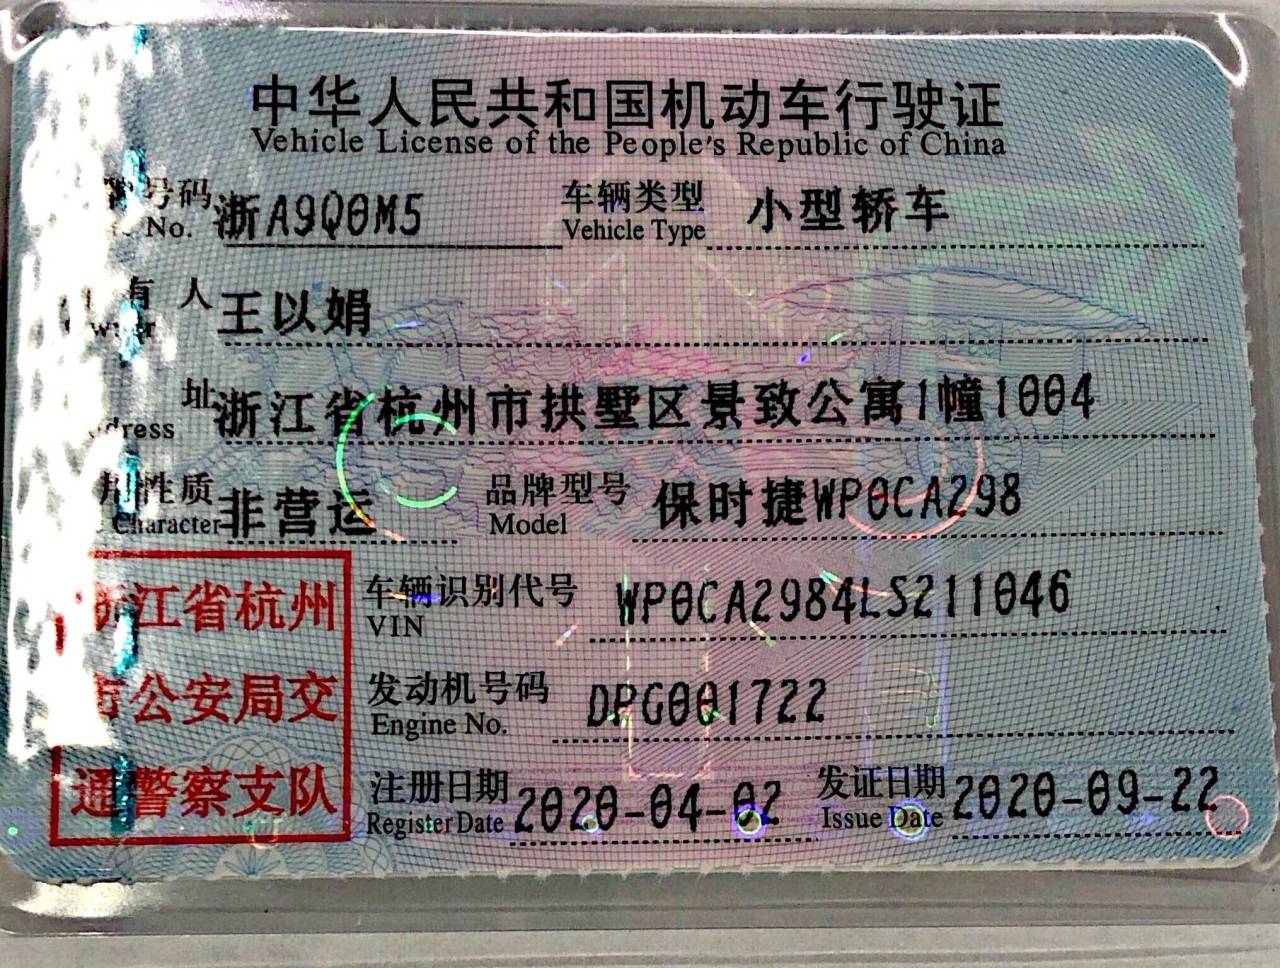 中华人民共和国机动车行驶证
Vehicle License of the People's Republic of China
号码 浙A9Q0M5 车辆类型 小型轿车
No. Vehicle Type
有 人 王以娟
址 浙江省杭州市拱墅区景致公寓1幢1004
dress
用性质 非营运 品牌型号 保时捷WP0CA298
Character Model
浙江省杭州 车辆识别代号 WP0CA2984LS211046
VIN
市公安局交 发动机号码 DPG001722
Engine No.
通警察支队 注册日期 2020-04-02 发证日期 2020-09-22
Register Date Issue Date